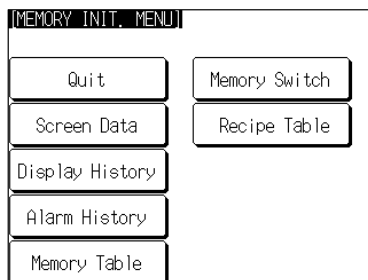 [MEMORY INIT. MENU]
Quit
Memory Switch
Screen Data
Recipe Table
Display History
Alarm History
Memory Table